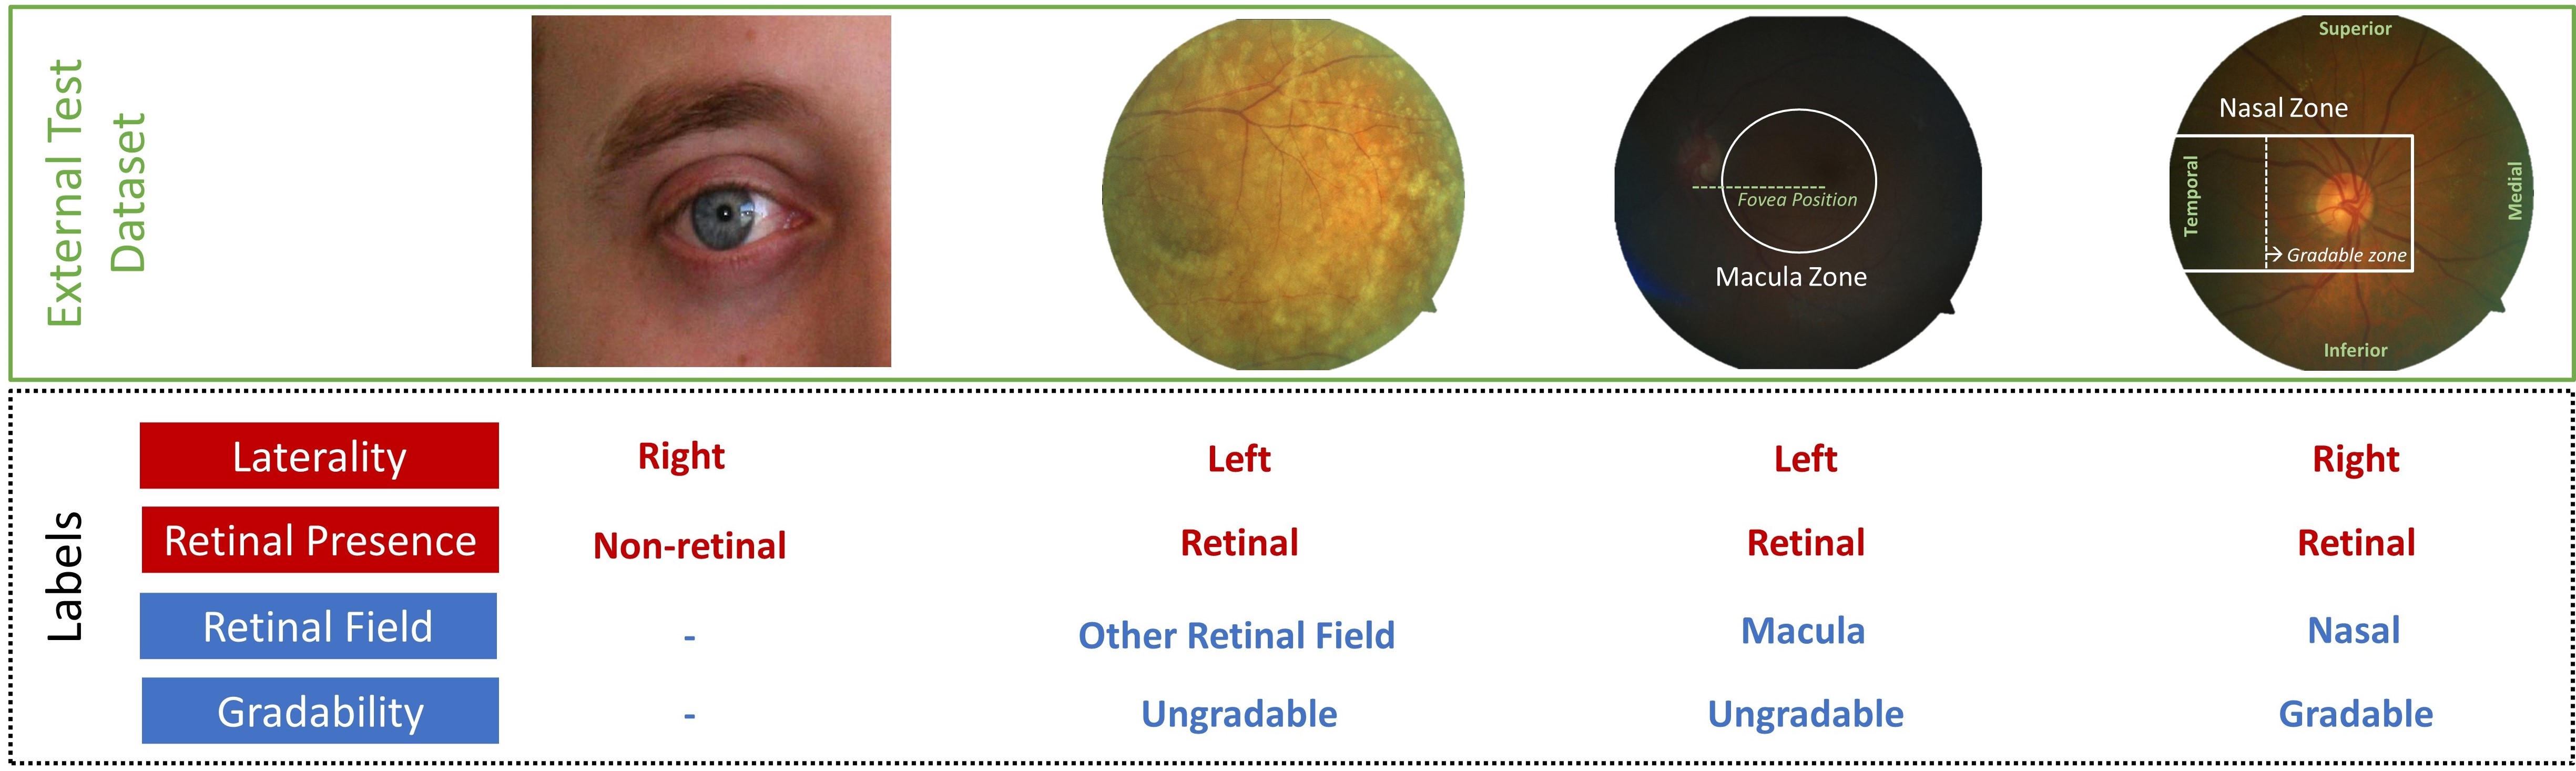 External Test
Dataset
Superior
Nasal Zone
Temporal
Medial
Fovea Position
→ Gradable zone
Macula Zone
Inferior
Labels
Laterality
Right
Left
Left
Right
Retinal Presence
Non-retinal
Retinal
Retinal
Retinal
Retinal Field
-
Other Retinal Field
Macula
Nasal
Gradability
-
Ungradable
Ungradable
Gradable